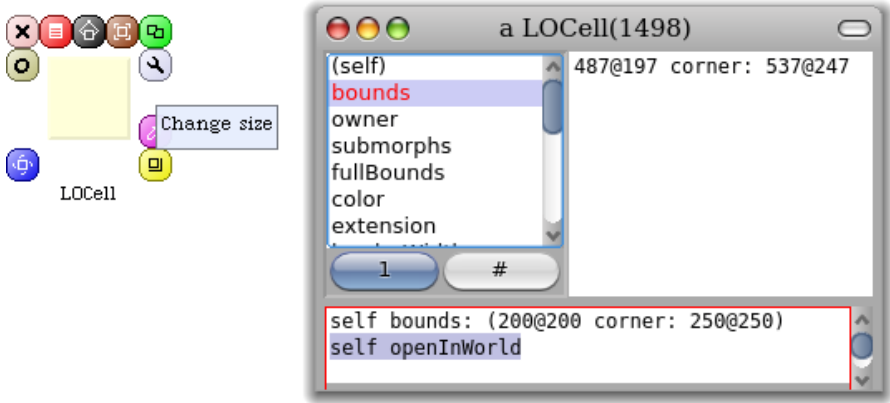 Change size
LOCell
a LOCell(1498)
(self)
bounds
owner
submorphs
fullBounds
color
extension
487@197 corner: 537@247
1
#
self bounds: (200@200 corner: 250@250)
self openInWorld